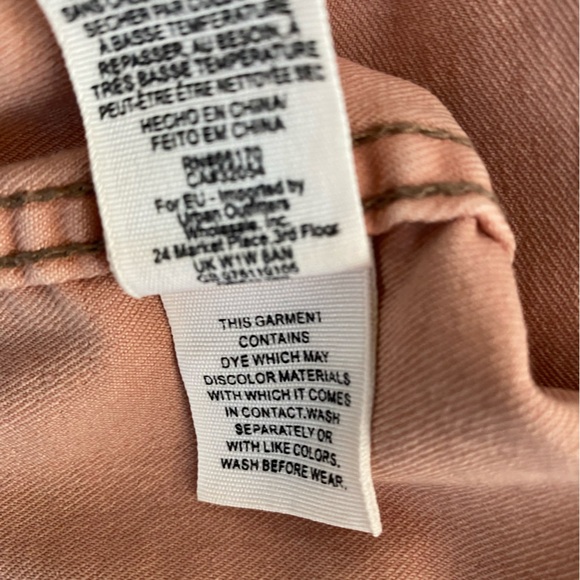 SÉCHER PAR
À BASSE TEMPÉRATURE
REPASSER, AU BESOIN, À
TRÈS BASSE TEMPÉRATURE
PEUT-ÊTRE ÊTRE NETTOYÉE SEC
HECHO EN CHINA/
FEITO EM CHINA/
For EU - Imported by
Urban Outfitters
Wholesale, Inc.
24 Market Place, 3rd Floor
UK W1W 8AN
GB 975110105
THIS GARMENT
CONTAINS
DYE WHICH MAY
DISCOLOR MATERIALS
WITH WHICH IT COMES
IN CONTACT.WASH
SEPARATELY OR
WITH LIKE COLORS.
WASH BEFORE WEAR.